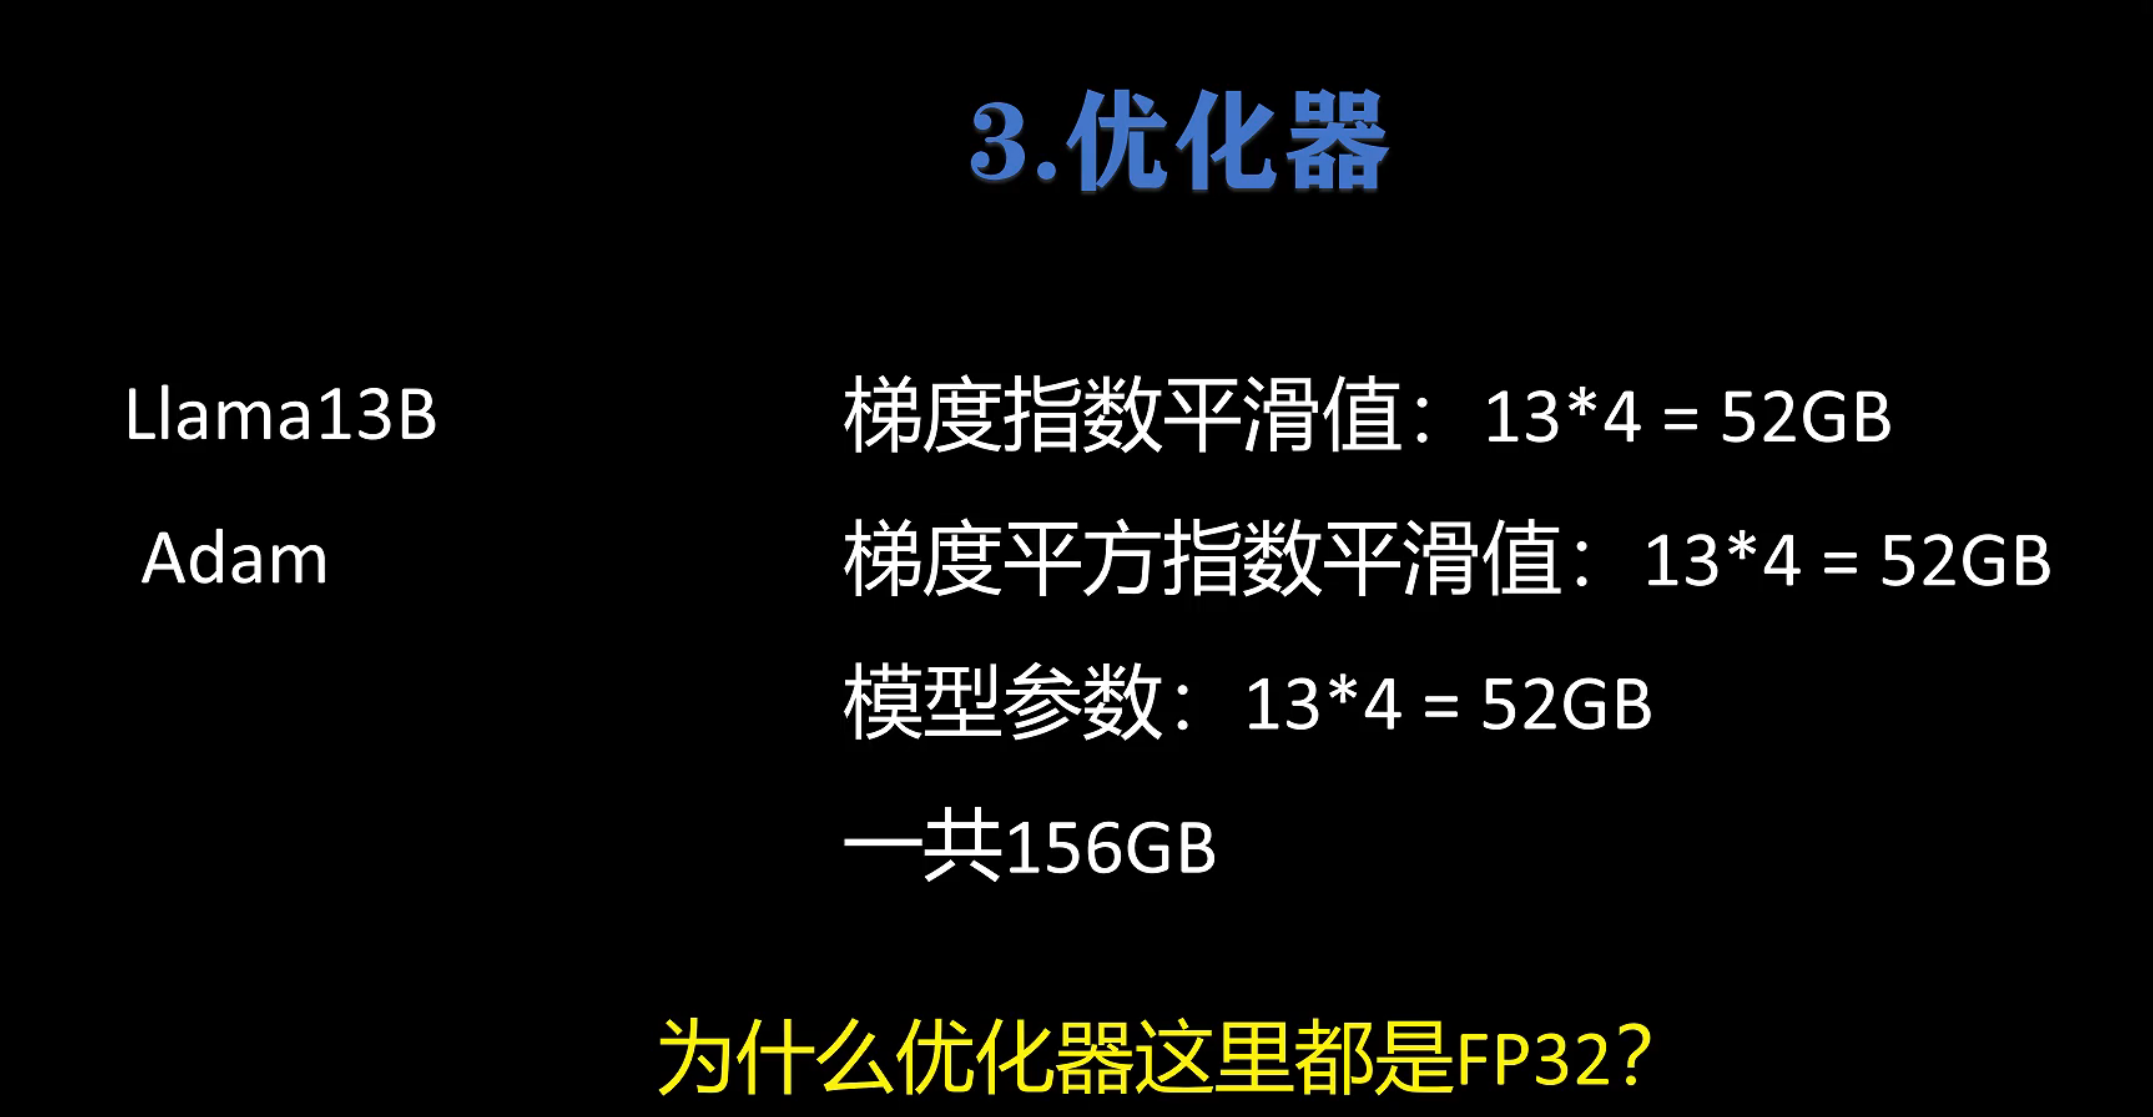 3.优化器
Llama13B
梯度指数平滑值：13*4 = 52GB
Adam
梯度平方指数平滑值：13*4 = 52GB
模型参数：13*4 = 52GB
一共156GB
为什么优化器这里都是FP32？